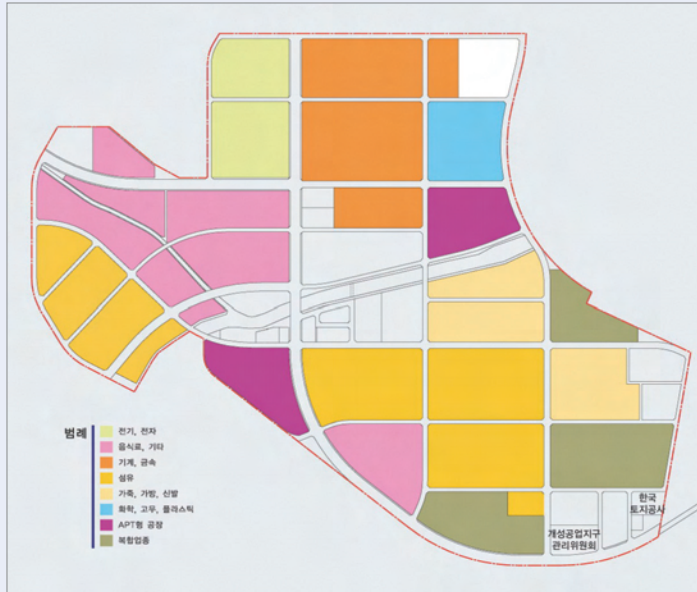 범례
전기, 전자
음식료, 기타
기계, 금속
섬유
가죽, 가방, 신발
화학, 고무, 플라스틱
APT형 공장
복합업종
한국
토지공사
개성공업지구
관리위원회